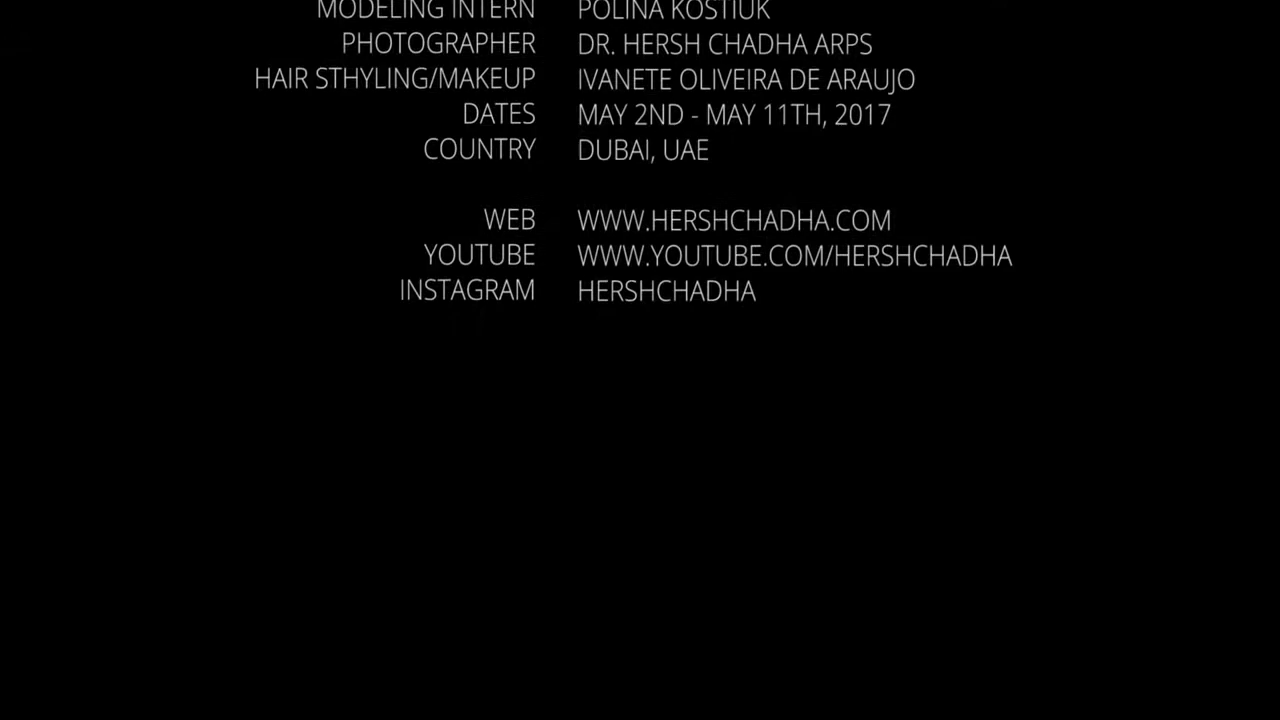 MODELING INTERN POLINA KOSTIUK
PHOTOGRAPHER DR. HERSH CHADHA ARPS
HAIR STHYLING/MAKEUP IVANETE OLIVEIRA DE ARAUJO
DATES MAY 2ND - MAY 11TH, 2017
COUNTRY DUBAI, UAE
WEB WWW.HERSHCHADHA.COM
YOUTUBE WWW.YOUTUBE.COM/HERSHCHADHA
INSTAGRAM HERSHCHADHA